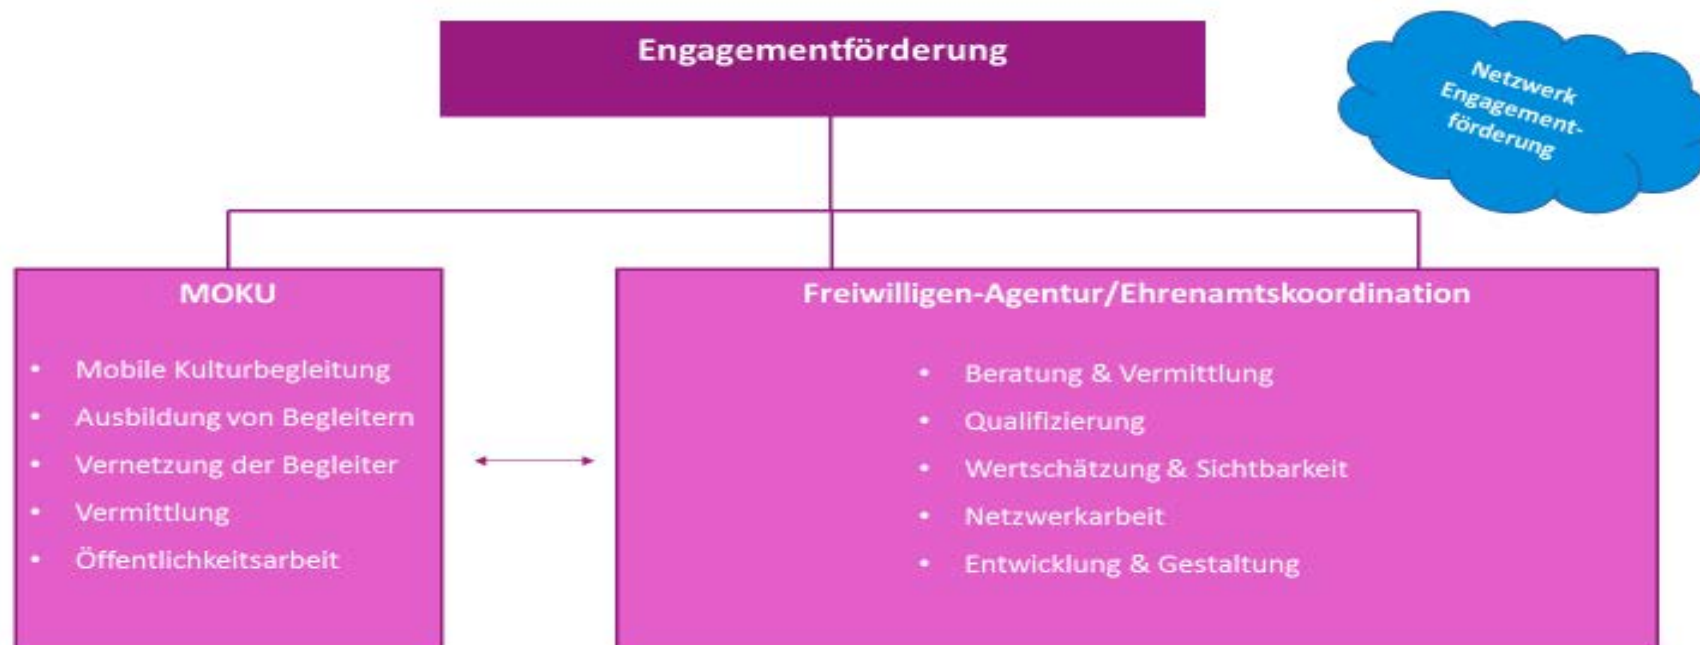 Engagementförderung
Netzwerk
Engagement-
förderung
MOKU
• Mobile Kulturbegleitung
• Ausbildung von Begleitern
• Vernetzung der Begleiter
• Vermittlung
• Öffentlichkeitsarbeit
Freiwilligen-Agentur/Ehrenamtskoordination
• Beratung & Vermittlung
• Qualifizierung
• Wertschätzung & Sichtbarkeit
• Netzwerkarbeit
• Entwicklung & Gestaltung